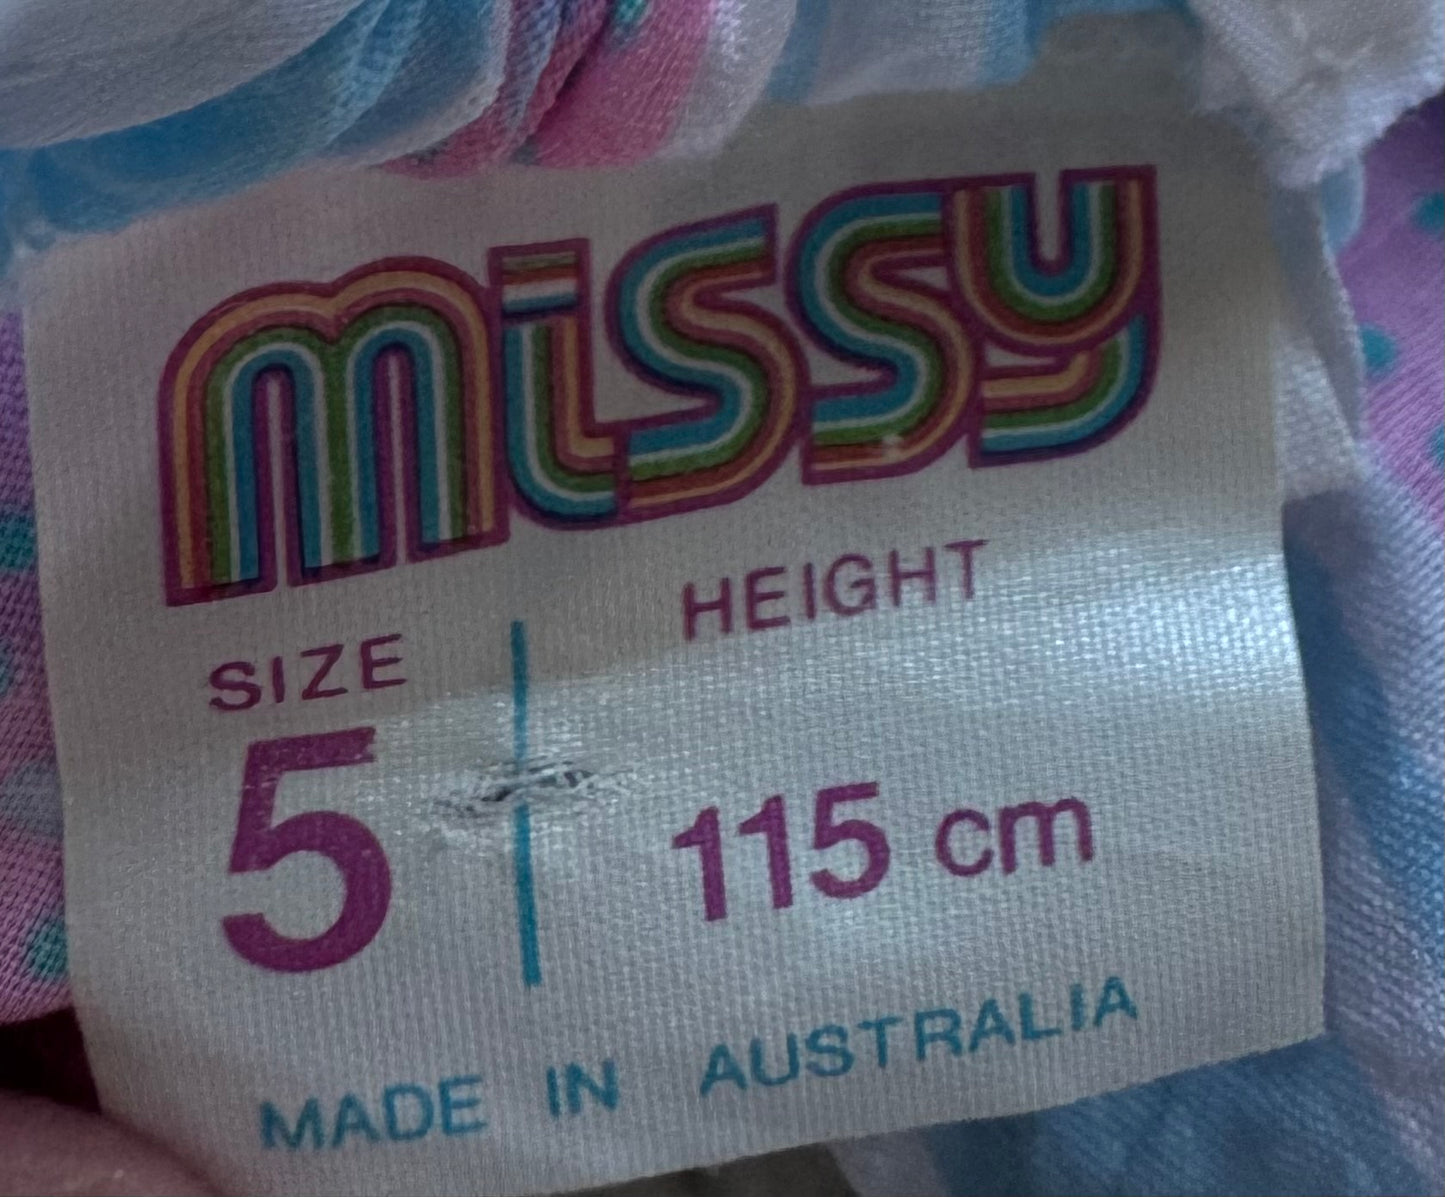 missy
SIZE
5
HEIGHT
115 cm
MADE IN AUSTRALIA